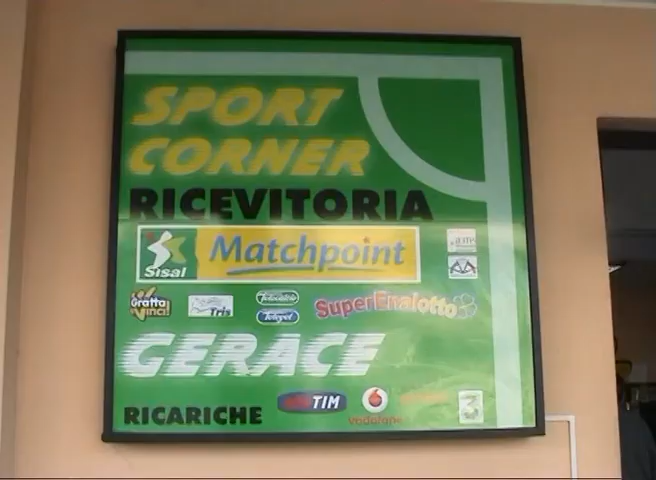 SPORT
CORNER
RICEVITORIA
Sisal Matchpoint
Gratta Vinci! Tris Totocalcio Totogol SuperEnalotto
GERACE
RICARICHE TIM vodafone 3